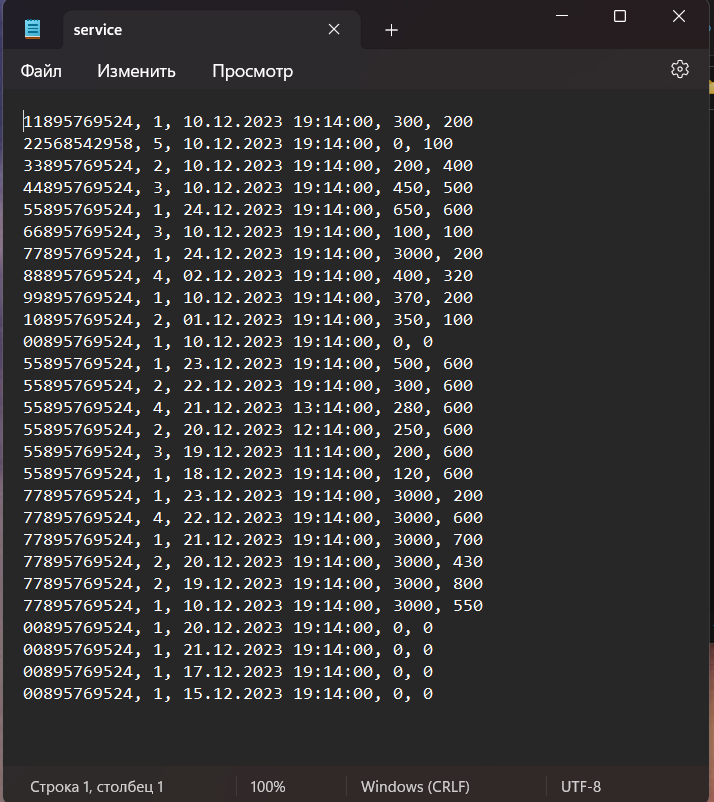 service
Файл Изменить Просмотр
11895769524, 1, 10.12.2023 19:14:00, 300, 200
22568542958, 5, 10.12.2023 19:14:00, 0, 100
33895769524, 2, 10.12.2023 19:14:00, 200, 400
44895769524, 3, 10.12.2023 19:14:00, 450, 500
55895769524, 1, 24.12.2023 19:14:00, 650, 600
66895769524, 3, 10.12.2023 19:14:00, 100, 100
77895769524, 1, 24.12.2023 19:14:00, 3000, 200
88895769524, 4, 02.12.2023 19:14:00, 400, 320
99895769524, 1, 10.12.2023 19:14:00, 370, 200
10895769524, 2, 01.12.2023 19:14:00, 350, 100
00895769524, 1, 10.12.2023 19:14:00, 0, 0
55895769524, 1, 23.12.2023 19:14:00, 500, 600
55895769524, 2, 22.12.2023 19:14:00, 300, 600
55895769524, 4, 21.12.2023 13:14:00, 280, 600
55895769524, 2, 20.12.2023 12:14:00, 250, 600
55895769524, 3, 19.12.2023 11:14:00, 200, 600
55895769524, 1, 18.12.2023 19:14:00, 120, 600
77895769524, 1, 23.12.2023 19:14:00, 3000, 200
77895769524, 4, 22.12.2023 19:14:00, 3000, 600
77895769524, 1, 21.12.2023 19:14:00, 3000, 700
77895769524, 2, 20.12.2023 19:14:00, 3000, 430
77895769524, 2, 19.12.2023 19:14:00, 3000, 800
77895769524, 1, 10.12.2023 19:14:00, 3000, 550
00895769524, 1, 20.12.2023 19:14:00, 0, 0
00895769524, 1, 21.12.2023 19:14:00, 0, 0
00895769524, 1, 17.12.2023 19:14:00, 0, 0
00895769524, 1, 15.12.2023 19:14:00, 0, 0
Строка 1, столбец 1 100% Windows (CRLF) UTF-8